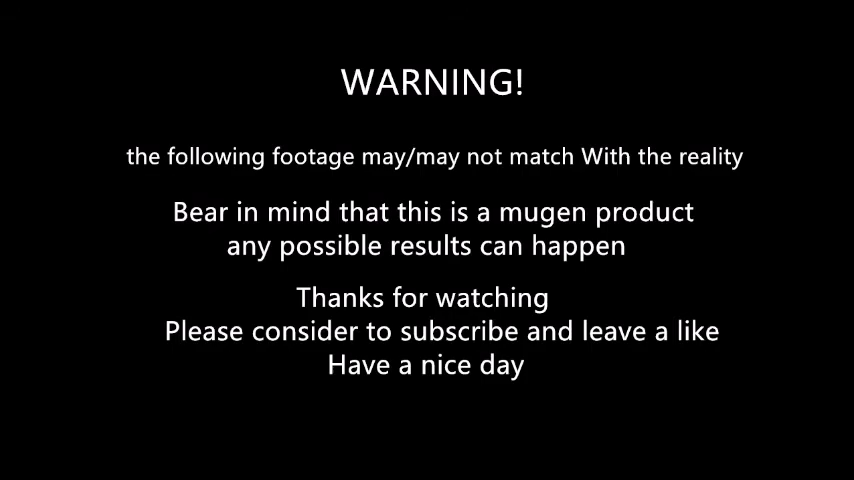 WARNING!
the following footage may/may not match With the reality
Bear in mind that this is a mugen product
any possible results can happen
Thanks for watching
Please consider to subscribe and leave a like
Have a nice day